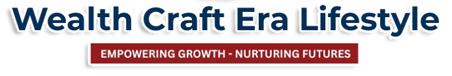 Wealth Craft Era Lifestyle
EMPOWERING GROWTH - NURTURING FUTURES